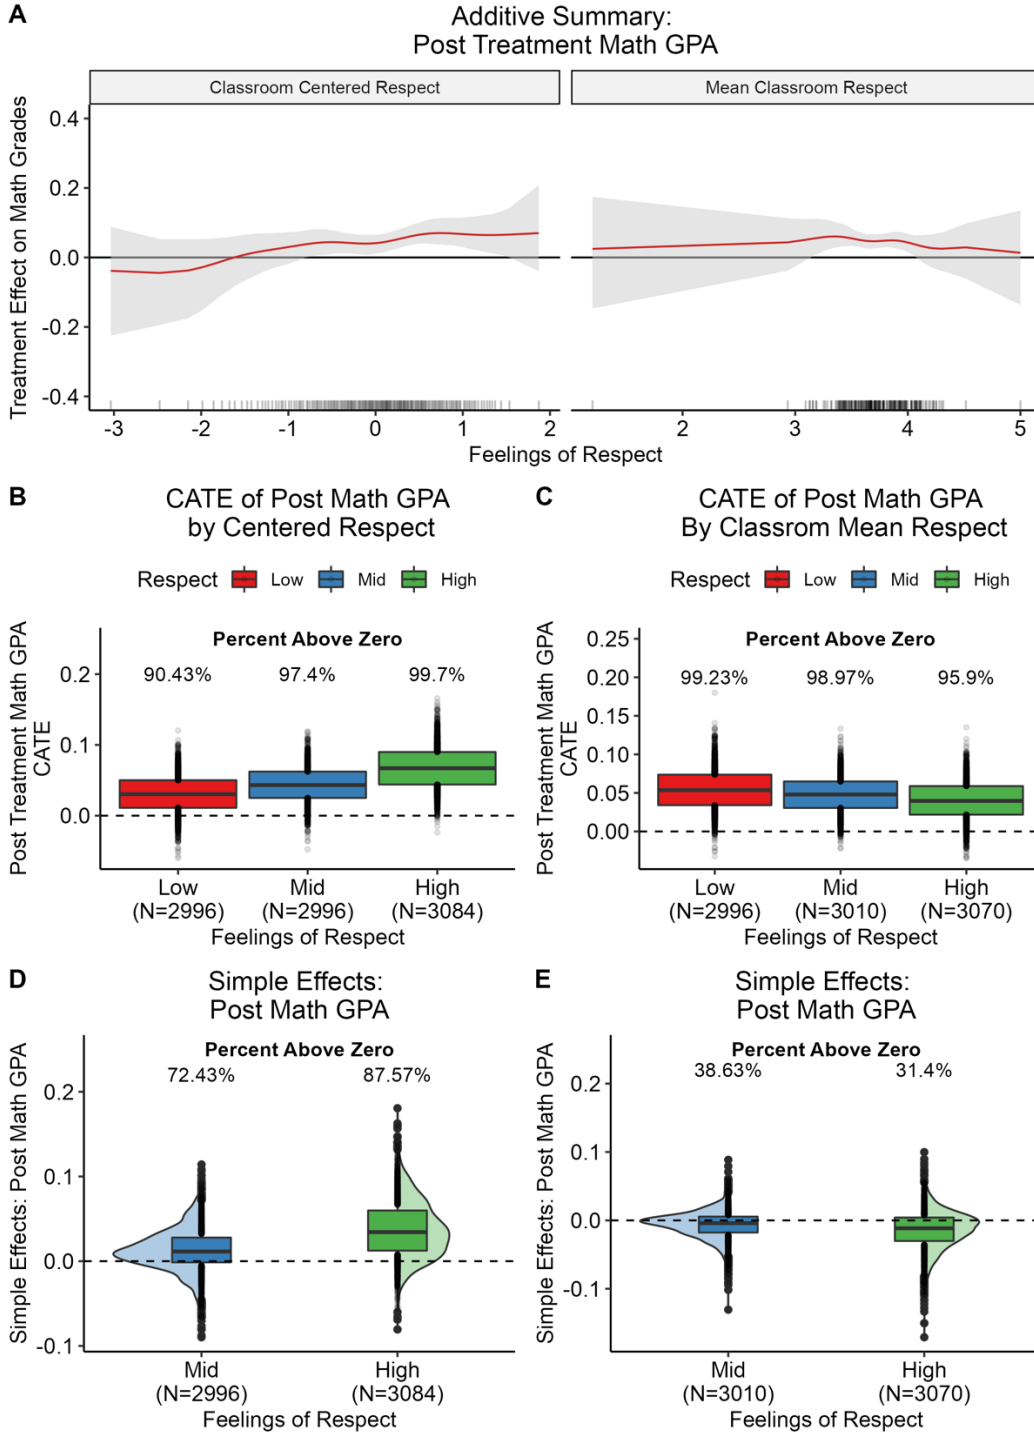 A
Additive Summary:
Post Treatment Math GPA
Classroom Centered Respect
Mean Classroom Respect
Treatment Effect on Math Grades
0.4
0.2
0.0
-0.2
-0.4
-3 -2 -1 0 1 2
2 3 4 5
Feelings of Respect
B
CATE of Post Math GPA
by Centered Respect
Respect Low Mid High
Post Treatment Math GPA
CATE
Percent Above Zero
90.43% 97.4% 99.7%
0.2
0.1
0.0
Low Mid High
(N=2996) (N=2996) (N=3084)
Feelings of Respect
C
CATE of Post Math GPA
By Classrom Mean Respect
Respect Low Mid High
Post Treatment Math GPA
CATE
Percent Above Zero
99.23% 98.97% 95.9%
0.25
0.20
0.15
0.10
0.05
0.00
Low Mid High
(N=2996) (N=3010) (N=3070)
Feelings of Respect
D
Simple Effects:
Post Math GPA
Simple Effects: Post Math GPA
Percent Above Zero
72.43% 87.57%
0.2
0.1
0.0
-0.1
Mid High
(N=2996) (N=3084)
Feelings of Respect
E
Simple Effects:
Post Math GPA
Simple Effects: Post Math GPA
Percent Above Zero
38.63% 31.4%
0.2
0.1
0.0
-0.1
Mid High
(N=3010) (N=3070)
Feelings of Respect